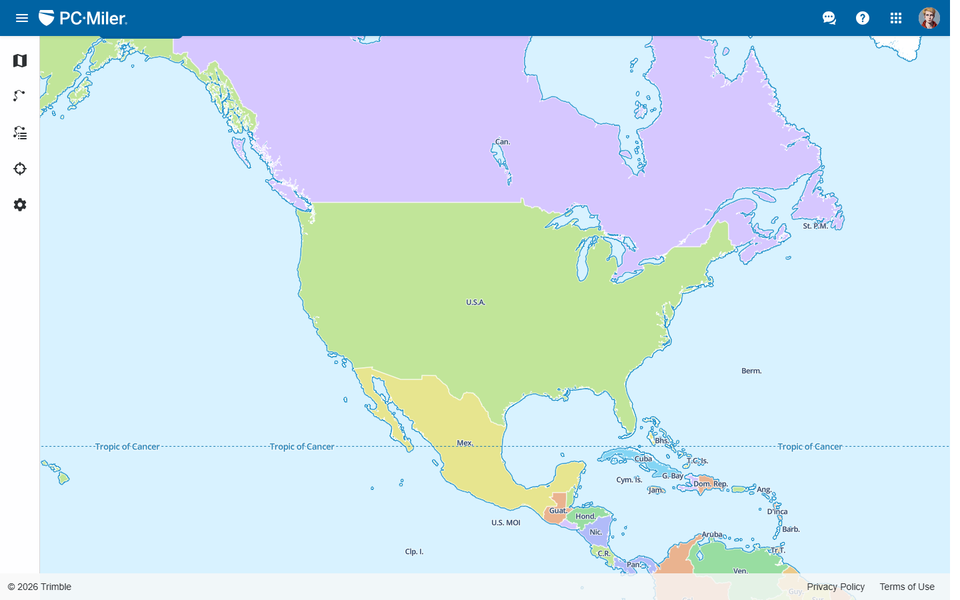 PC·Miler.
Can.
St. P.M.
U.S.A.
Berm.
Tropic of Cancer
Tropic of Cancer
Tropic of Cancer
Mex.
Bhs.
Cuba
T.C. Is.
G. Bay
Cym. Is.
Dom. Rep.
Jam.
Ang.
Guat.
D'inca
Hond.
U.S. MOI
Barb.
Nic.
Aruba
Clp. I.
C.R.
Tr.T.
Pan.
Ven.
Guy.
© 2026 Trimble
Privacy Policy
Terms of Use